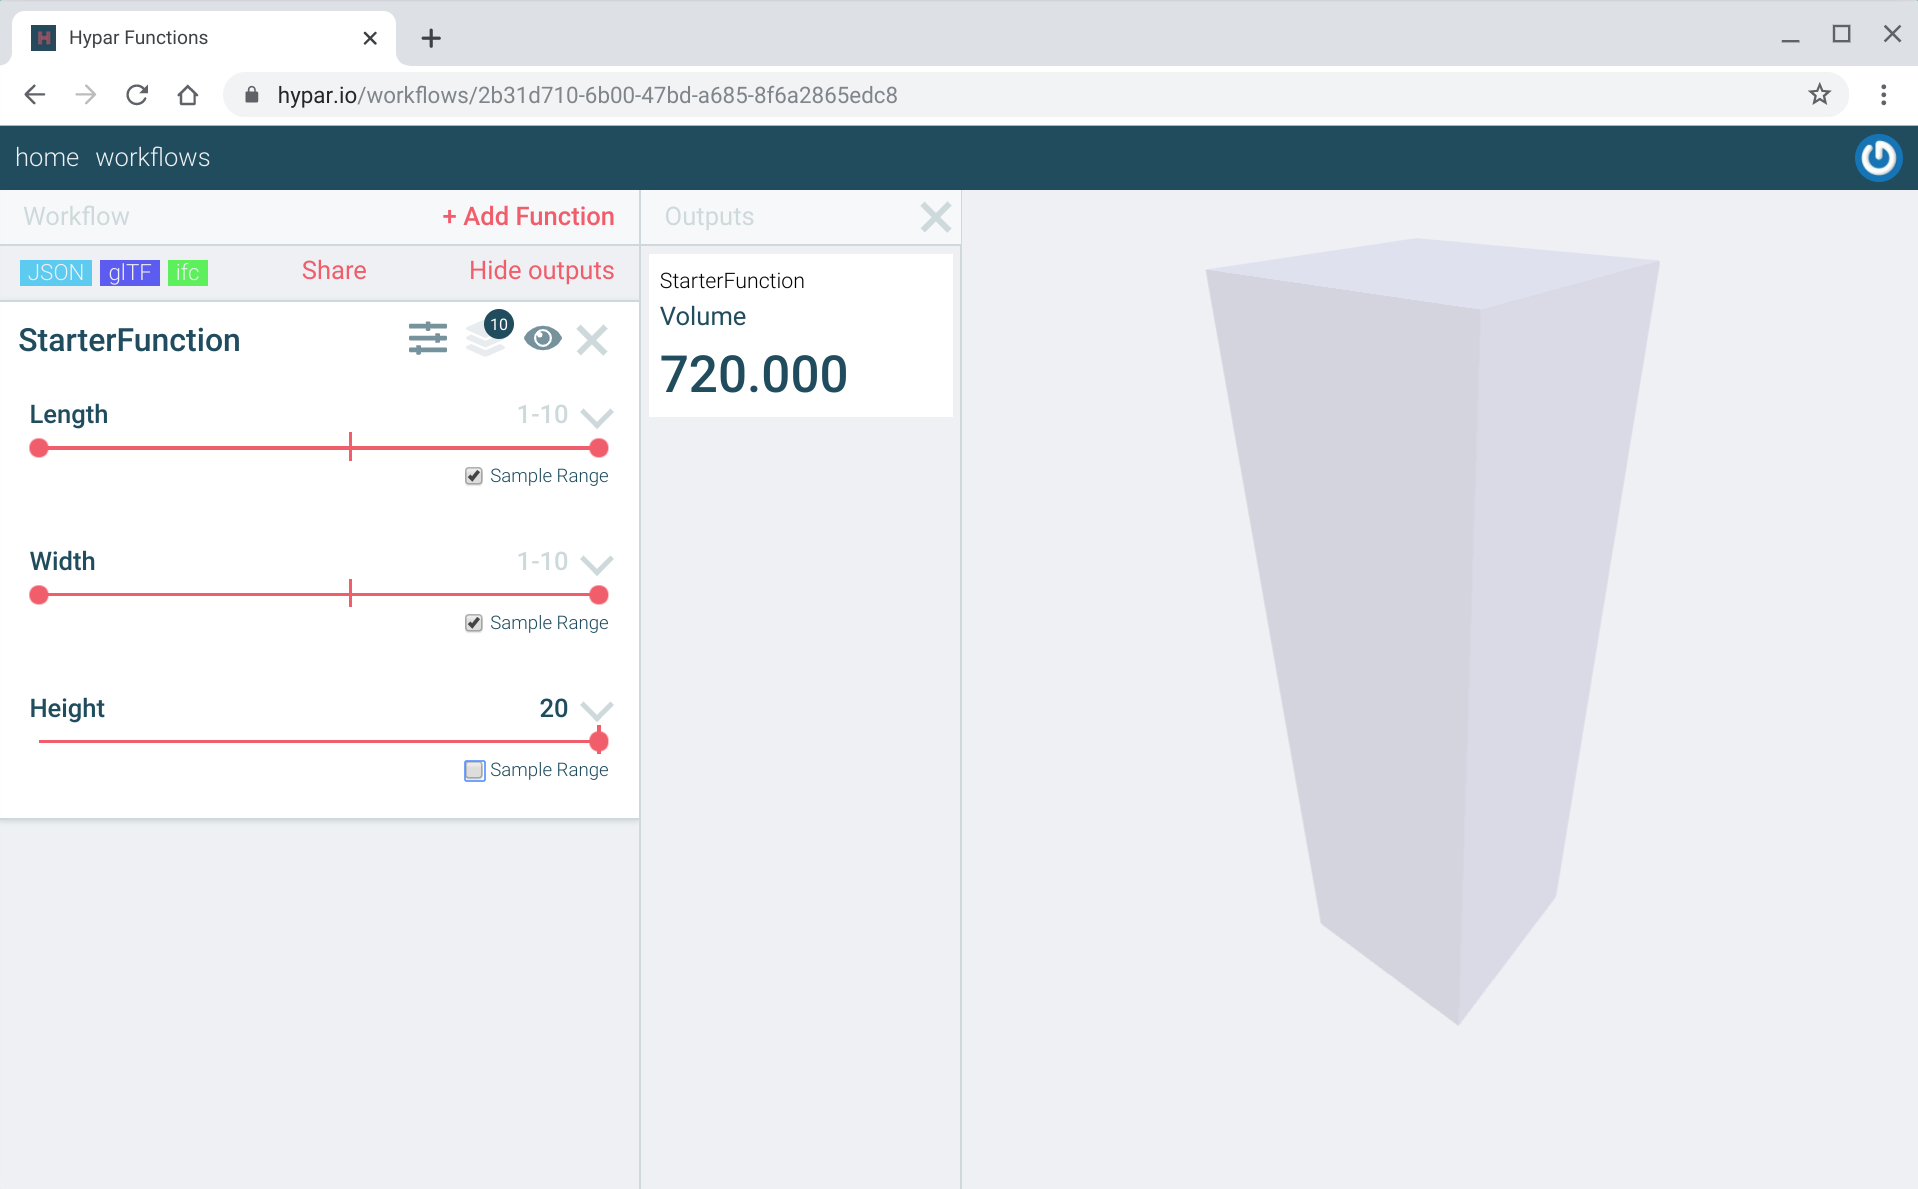 Hypar Functions
hypar.io/workflows/2b31d710-6b00-47bd-a685-8f6a2865edc8
home workflows
Workflow + Add Function Outputs
JSON glTF ifc Share Hide outputs
StarterFunction 10
StarterFunction
Volume
720.000
Length 1-10
Sample Range
Width 1-10
Sample Range
Height 20
Sample Range